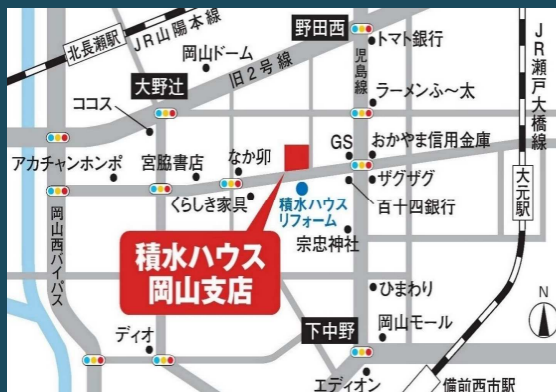 北長瀬駅
JR山陽本線
野田西
トマト銀行
岡山ドーム
旧2号線
児島線
大野辻
ラーメンふ〜太
JR瀬戸大橋線
ココス
GS
おかやま信用金庫
アカチャンホンポ
宮脇書店
なか卯
ザグザグ
大元駅
くらしき家具
積水ハウス
リフォーム
百十四銀行
宗忠神社
岡山西バイパス
積水ハウス
岡山支店
ひまわり
N
ディオ
下中野
岡山モール
エディオン
備前西市駅